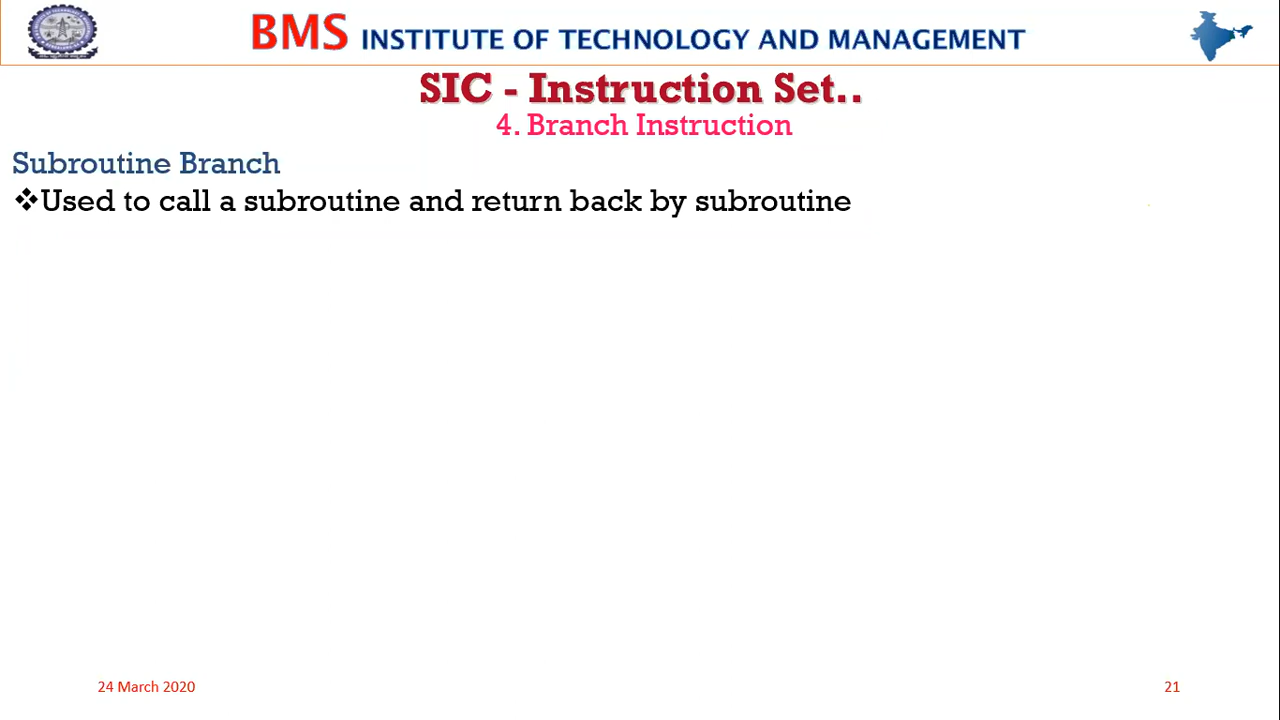 BMS INSTITUTE OF TECHNOLOGY AND MANAGEMENT
SIC - Instruction Set..
4. Branch Instruction
Subroutine Branch
❖Used to call a subroutine and return back by subroutine
24 March 2020
21